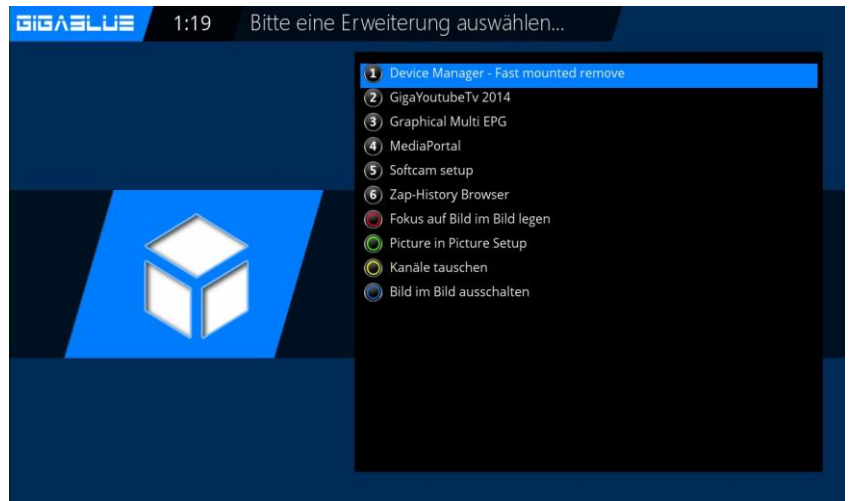 GIGABLUE 1:19 Bitte eine Erweiterung auswählen...
1 Device Manager - Fast mounted remove
2 GigaYoutubeTv 2014
3 Graphical Multi EPG
4 MediaPortal
5 Softcam setup
6 Zap-History Browser
Fokus auf Bild im Bild legen
Picture in Picture Setup
Kanäle tauschen
Bild im Bild ausschalten